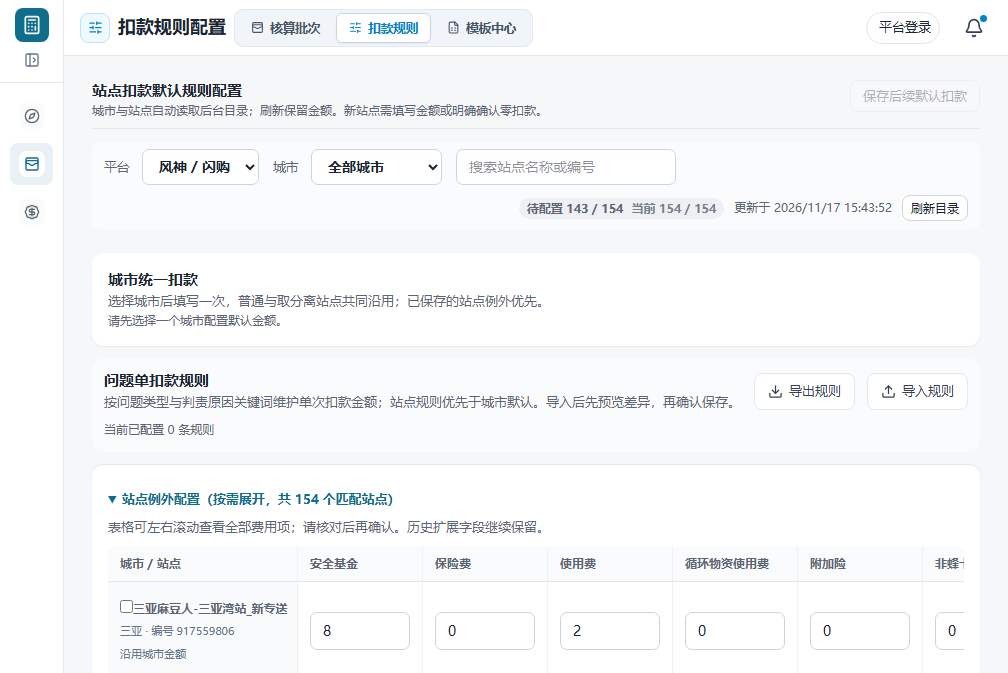 扣款规则配置
核算批次
扣款规则
模板中心
平台登录
站点扣款默认规则配置
城市与站点自动读取后台目录；刷新保留金额。新站点需填写金额或明确确认零扣款。
保存后续默认扣款
平台
风神 / 闪购
城市
全部城市
搜索站点名称或编号
待配置 143 / 154 当前 154 / 154
更新于 2026/11/17 15:43:52
刷新目录
城市统一扣款
选择城市后填写一次，普通与取分离站点共同沿用；已保存的站点例外优先。
请先选择一个城市配置默认金额。
问题单扣款规则
按问题类型与判责原因关键词维护单次扣款金额；站点规则优先于城市默认。导入后先预览差异，再确认保存。
当前已配置 0 条规则
导出规则
导入规则
▼ 站点例外配置（按需展开，共 154 个匹配站点）
表格可左右滚动查看全部费用项；请核对后再确认。历史扩展字段继续保留。
城市 / 站点 安全基金 保险费 使用费 循环物资使用费 附加险 非蜂
三亚麻豆人-三亚湾站_新专送
三亚 · 编号 917559806
沿用城市金额
8 0 2 0 0 0